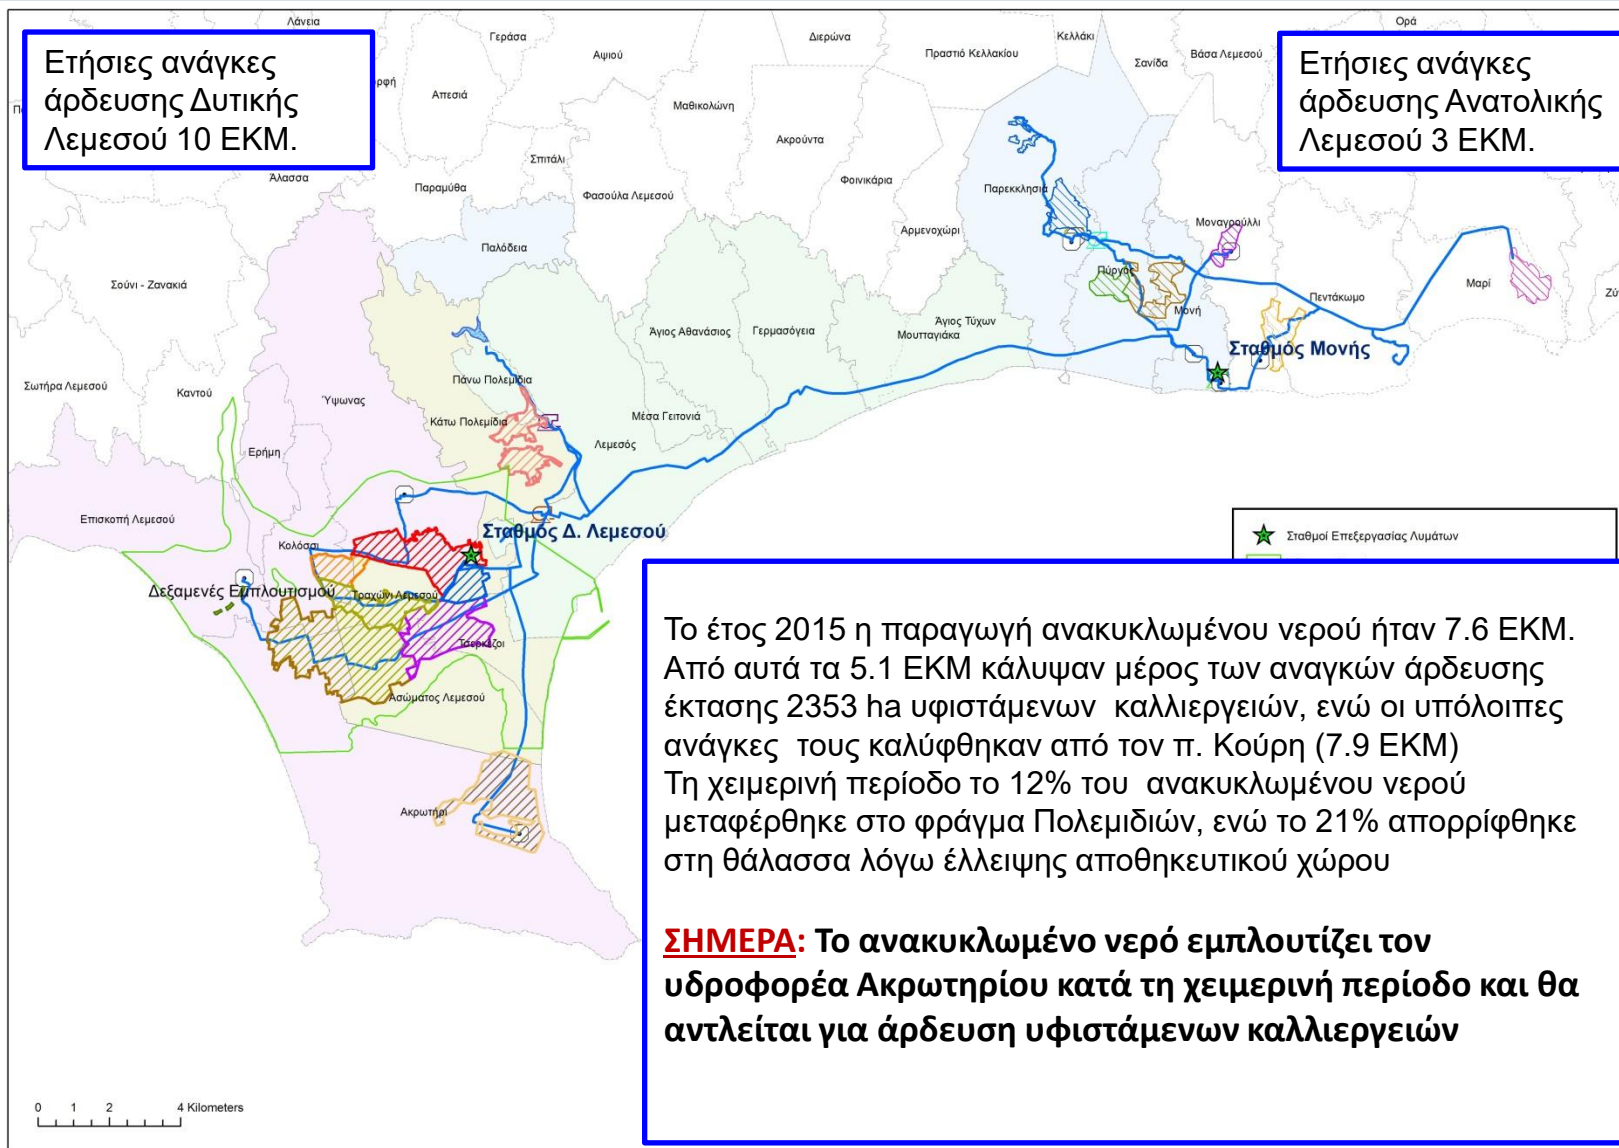 Λάνεια
Γεράσα
Αψιού
Διερώνα
Πραστιό Κελλακίου
Κελλάκι
Σανίδα
Βάσα Λεμεσού
Ορά
Ετήσιες ανάγκες
άρδευσης Δυτικής
Λεμεσού 10 ΕΚΜ.
Ετήσιες ανάγκες
άρδευσης Ανατολικής
Λεμεσού 3 ΕΚΜ.
Απεσιά
Μαθικολώνη
Ακρούντα
Σπιτάλι
Άλασσα
Παραμύθα
Φασούλα Λεμεσού
Φοινικάρια
Παρεκκλησιά
Αρμενοχώρι
Μοναγρούλλι
Παλόδεια
Πύργος
Μονή
Πεντάκωμο
Μαρί
Σούνι - Ζανακιά
Άγιος Αθανάσιος
Γερμασόγεια
Άγιος Τύχων
Μουτταγιάκα
Σταθμός Μονής
Σωτήρα Λεμεσού
Καντού
Ύψωνας
Πάνω Πολεμίδια
Κάτω Πολεμίδια
Μέσα Γειτονιά
Λεμεσός
Ερήμη
Επισκοπή Λεμεσού
Κολόσσι
Σταθμός Δ. Λεμεσού
Σταθμοί Επεξεργασίας Λυμάτων
Δεξαμενές Εμπλουτισμού
Τραχώνι Λεμεσού
Τσερκέζοι
Ασώματος Λεμεσού
Ακρωτήρι
Το έτος 2015 η παραγωγή ανακυκλωμένου νερού ήταν 7.6 ΕΚΜ.
Από αυτά τα 5.1 ΕΚΜ κάλυψαν μέρος των αναγκών άρδευσης
έκτασης 2353 ha υφιστάμενων καλλιεργειών, ενώ οι υπόλοιπες
ανάγκες τους καλύφθηκαν από τον π. Κούρη (7.9 ΕΚΜ)
Τη χειμερινή περίοδο το 12% του ανακυκλωμένου νερού
μεταφέρθηκε στο φράγμα Πολεμιδιών, ενώ το 21% απορρίφθηκε
στη θάλασσα λόγω έλλειψης αποθηκευτικού χώρου
ΣΗΜΕΡΑ: Το ανακυκλωμένο νερό εμπλουτίζει τον
υδροφορέα Ακρωτηρίου κατά τη χειμερινή περίοδο και θα
αντλείται για άρδευση υφιστάμενων καλλιεργειών
0 1 2 4 Kilometers